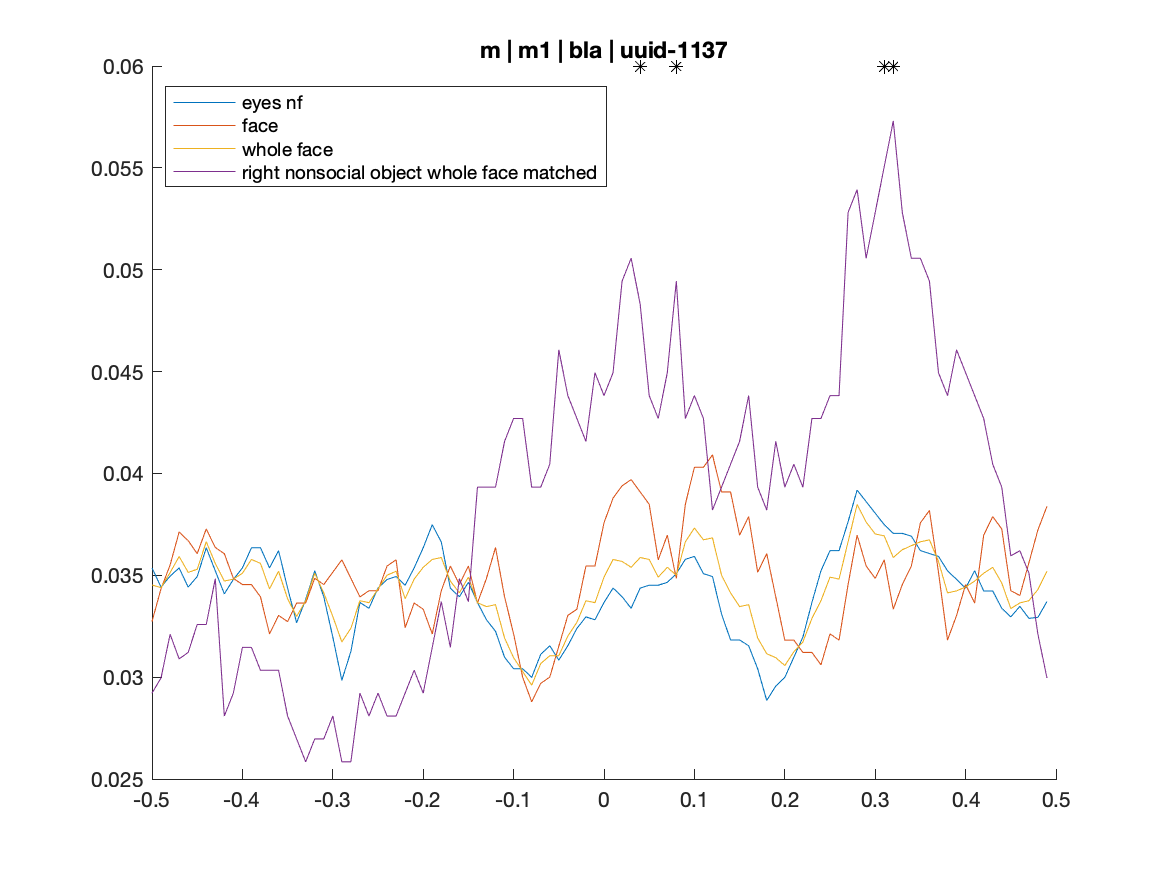 m | m1 | bla | uuid-1137
0.06
0.055
0.05
0.045
0.04
0.035
0.03
0.025
eyes nf
face
whole face
right nonsocial object whole face matched
-0.5 -0.4 -0.3 -0.2 -0.1 0 0.1 0.2 0.3 0.4 0.5